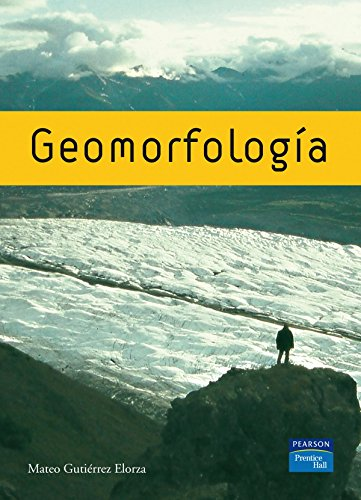 Geomorfología
PEARSON
Prentice
Hall
Mateo Gutiérrez Elorza